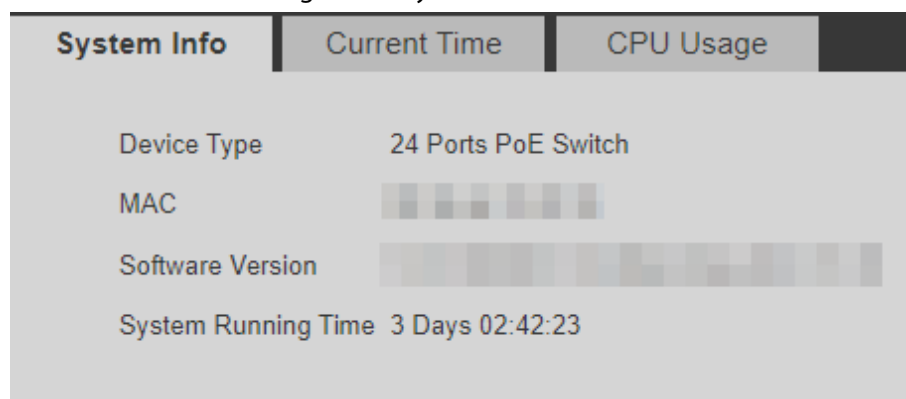 System Info Current Time CPU Usage
Device Type 24 Ports PoE Switch
MAC
Software Version
System Running Time 3 Days 02:42:23